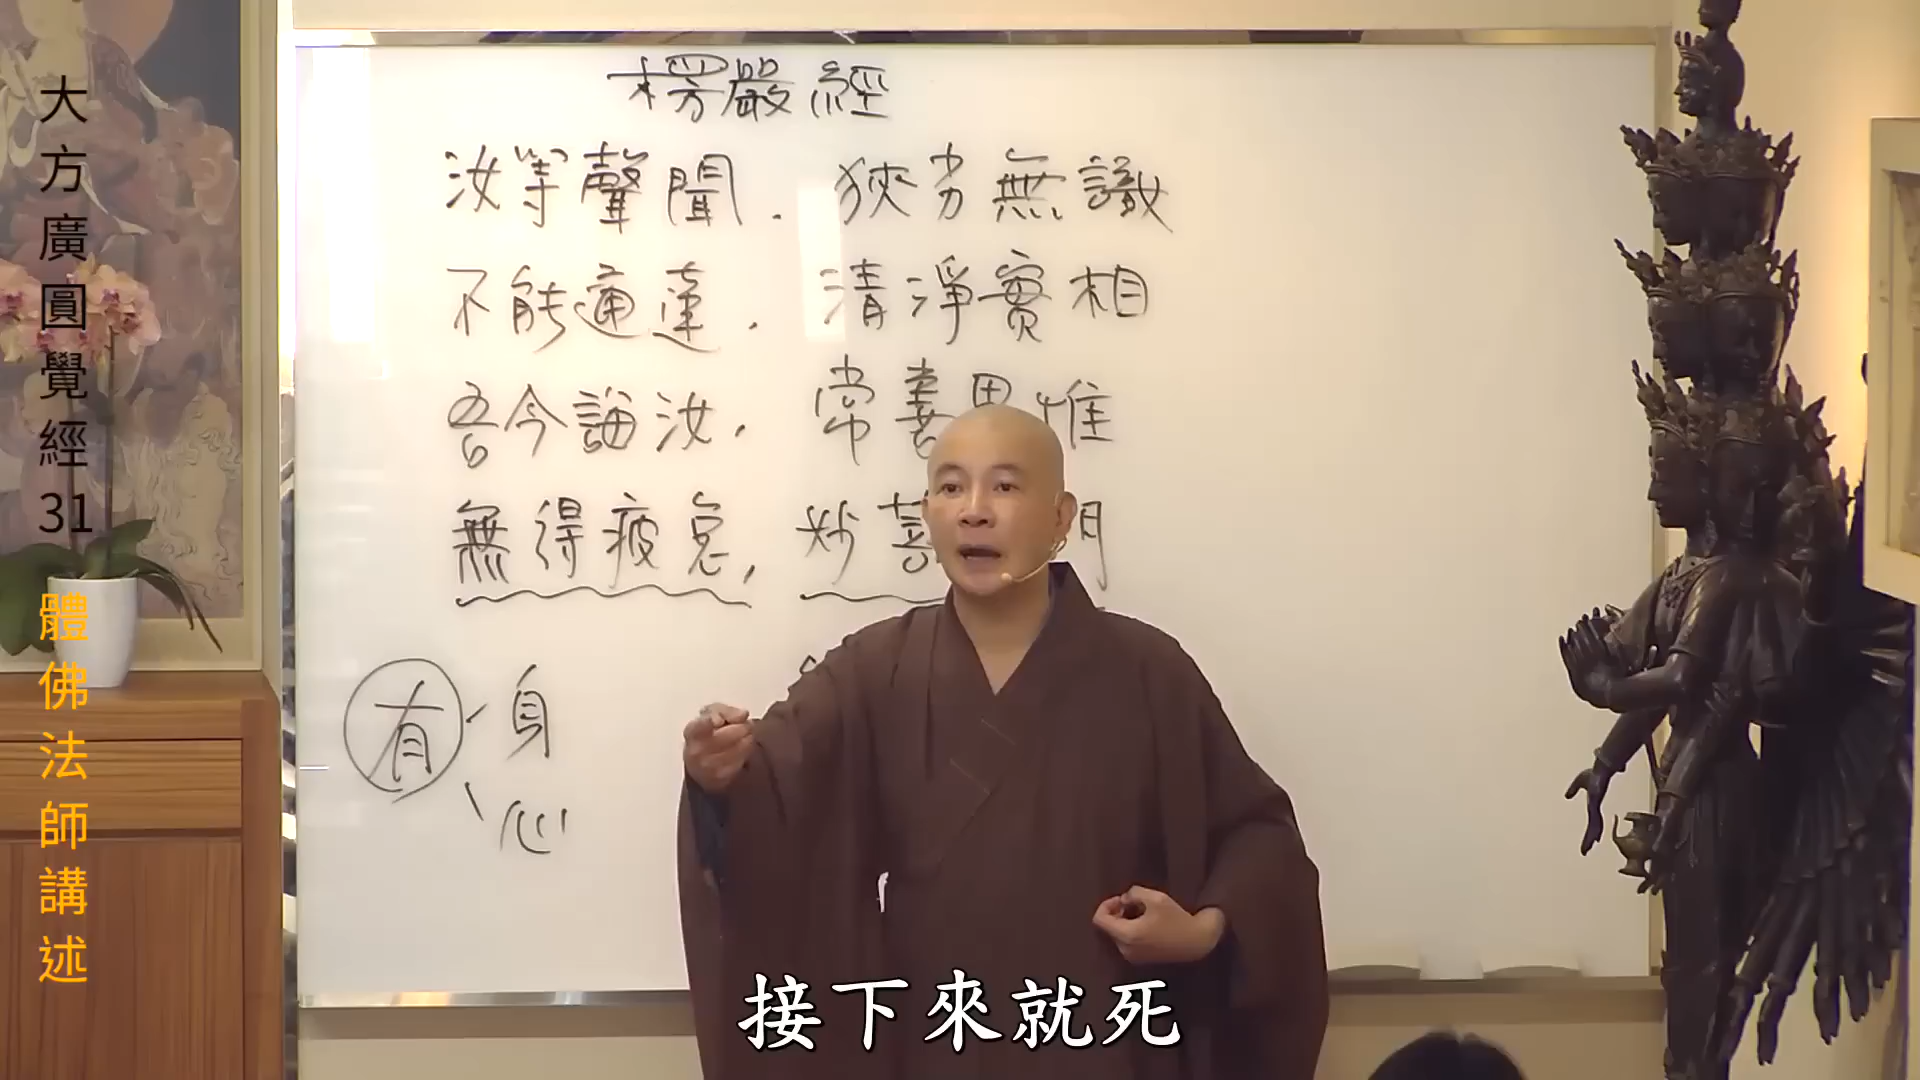 大方廣圓覺經31 體佛法師講述
楞嚴經
汝等聲聞. 狹劣無識
不能通達. 清淨實相
吾今誨汝, 常善思惟
無得疲怠, 妙菩 門
有 身
心
接下來就死